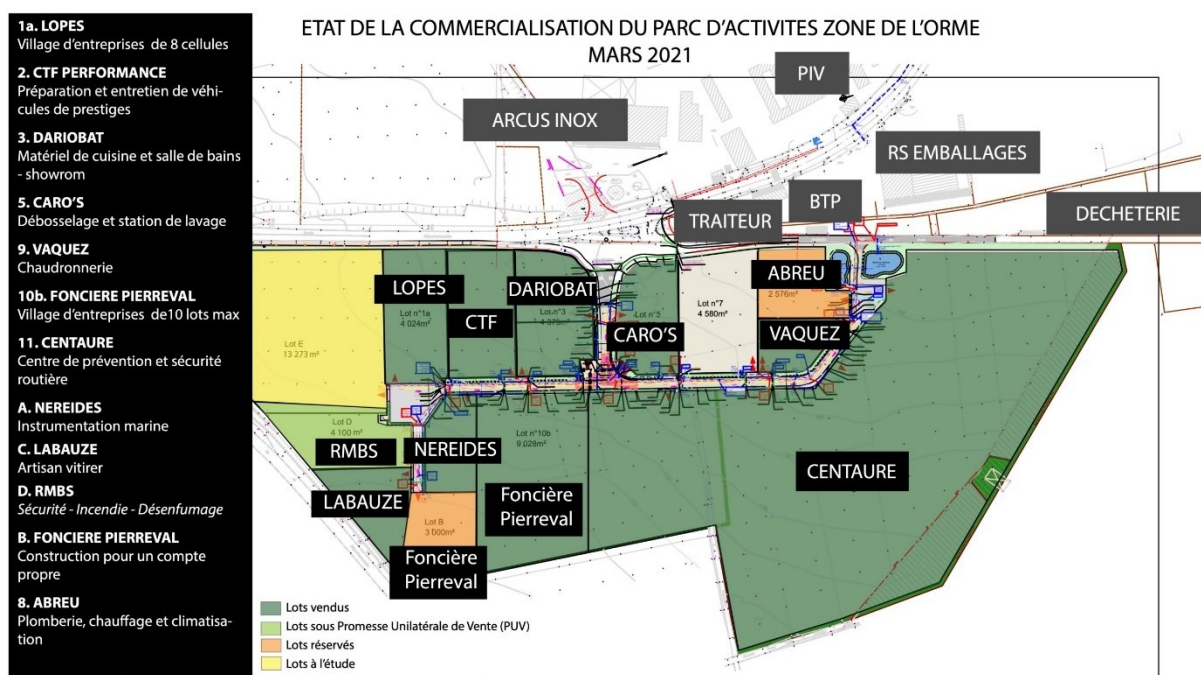 ETAT DE LA COMMERCIALISATION DU PARC D'ACTIVITES ZONE DE L'ORME
MARS 2021
1a. LOPES
Village d'entreprises de 8 cellules
2. CTF PERFORMANCE
Préparation et entretien de véhi-
cules de prestiges
3. DARIOBAT
Matériel de cuisine et salle de bains
- showrom
5. CARO'S
Débosselage et station de lavage
9. VAQUEZ
Chaudronnerie
10b. FONCIERE PIERREVAL
Village d'entreprises de10 lots max
11. CENTAURE
Centre de prévention et sécurité
routière
A. NEREIDES
Instrumentation marine
C. LABAUZE
Artisan vitirer
D. RMBS
Sécurité - Incendie - Désenfumage
B. FONCIERE PIERREVAL
Construction pour un compte
propre
8. ABREU
Plomberie, chauffage et climatisa-
tion
PIV
ARCUS INOX
RS EMBALLAGES
BTP
TRAITEUR
DECHETERIE
LOPES
DARIOBAT
ABREU
2 576m²
Lot n°1a
4 024m²
CTF
Lot n°3
Lot n°7
4 580m²
CARO'S
VAQUEZ
Lot E
13 273 m²
Lot D
4 100 m²
RMBS
NEREIDES
Lot n°10b
9 028m²
CENTAURE
LABAUZE
Foncière
Pierreval
Lot B
3 000m²
Foncière
Pierreval
Lots vendus
Lots sous Promesse Unilatérale de Vente (PUV)
Lots réservés
Lots à l'étude